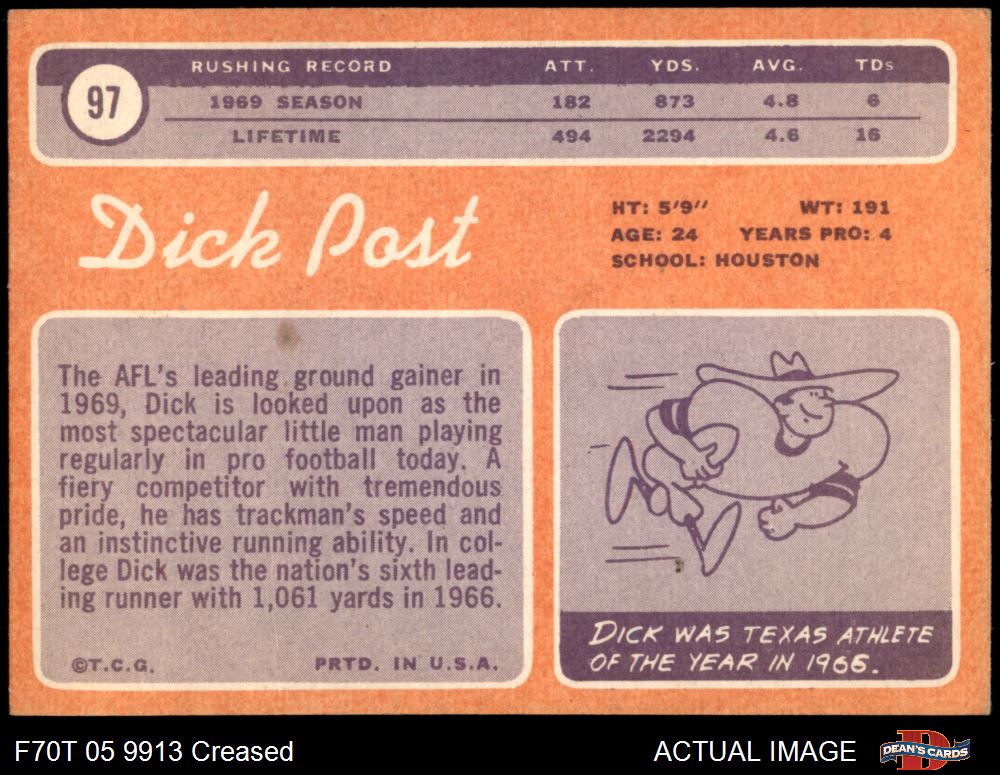 97
RUSHING RECORD ATT. YDS. AVG. TDs
1969 SEASON 182 873 4.8 6
LIFETIME 494 2294 4.6 16
Dick Post
HT: 5'9" WT: 191
AGE: 24 YEARS PRO: 4
SCHOOL: HOUSTON
The AFL's leading ground gainer in
1969, Dick is looked upon as the
most spectacular little man playing
regularly in pro football today. A
fiery competitor with tremendous
pride, he has trackman's speed and
an instinctive running ability. In col-
lege Dick was the nation's sixth lead-
ing runner with 1,061 yards in 1966.
©T.C.G. PRTD. IN U.S.A.
DICK WAS TEXAS ATHLETE
OF THE YEAR IN 1966.
F70T 05 9913 Creased
ACTUAL IMAGE
D
DEAN'S CARDS